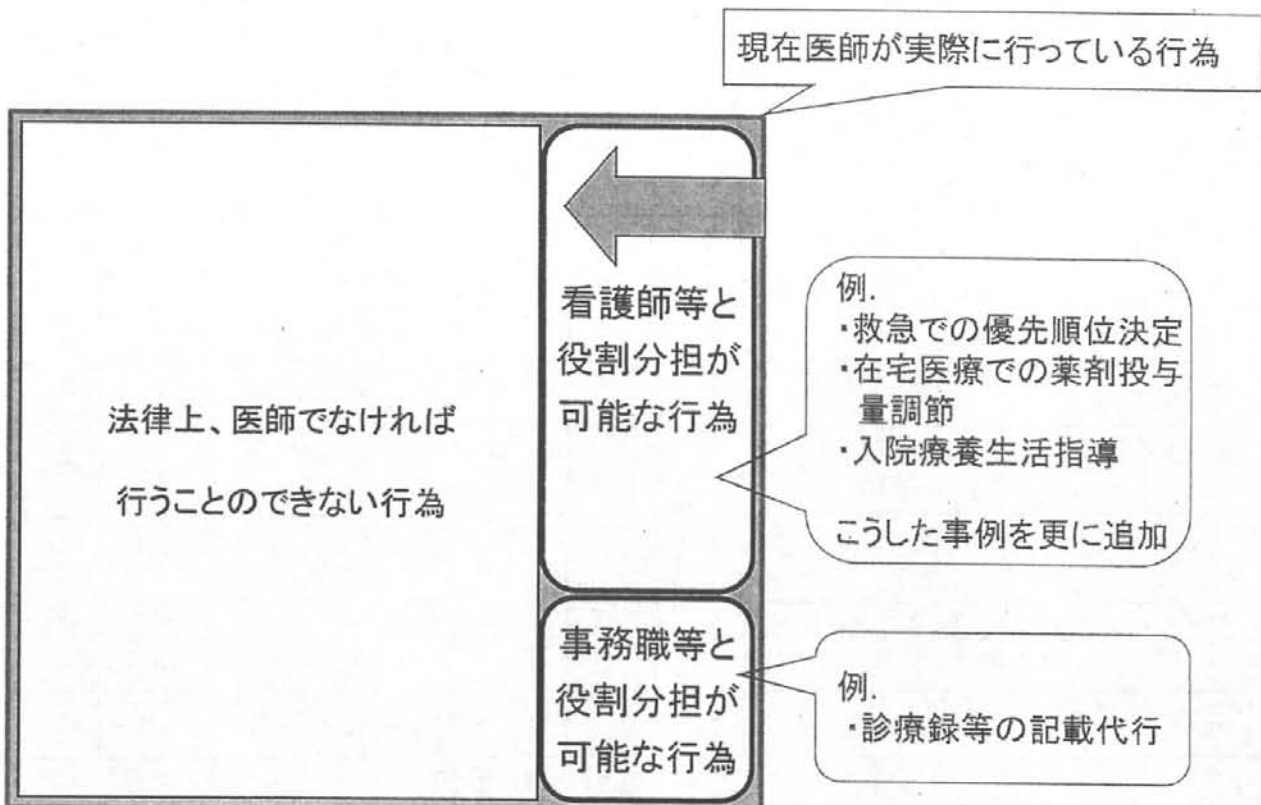 現在医師が実際に行っている行為
法律上、医師でなければ
行うことのできない行為
看護師等と
役割分担が
可能な行為
例.
・救急での優先順位決定
・在宅医療での薬剤投与
量調節
・入院療養生活指導
こうした事例を更に追加
事務職等と
役割分担が
可能な行為
例.
・診療録等の記載代行